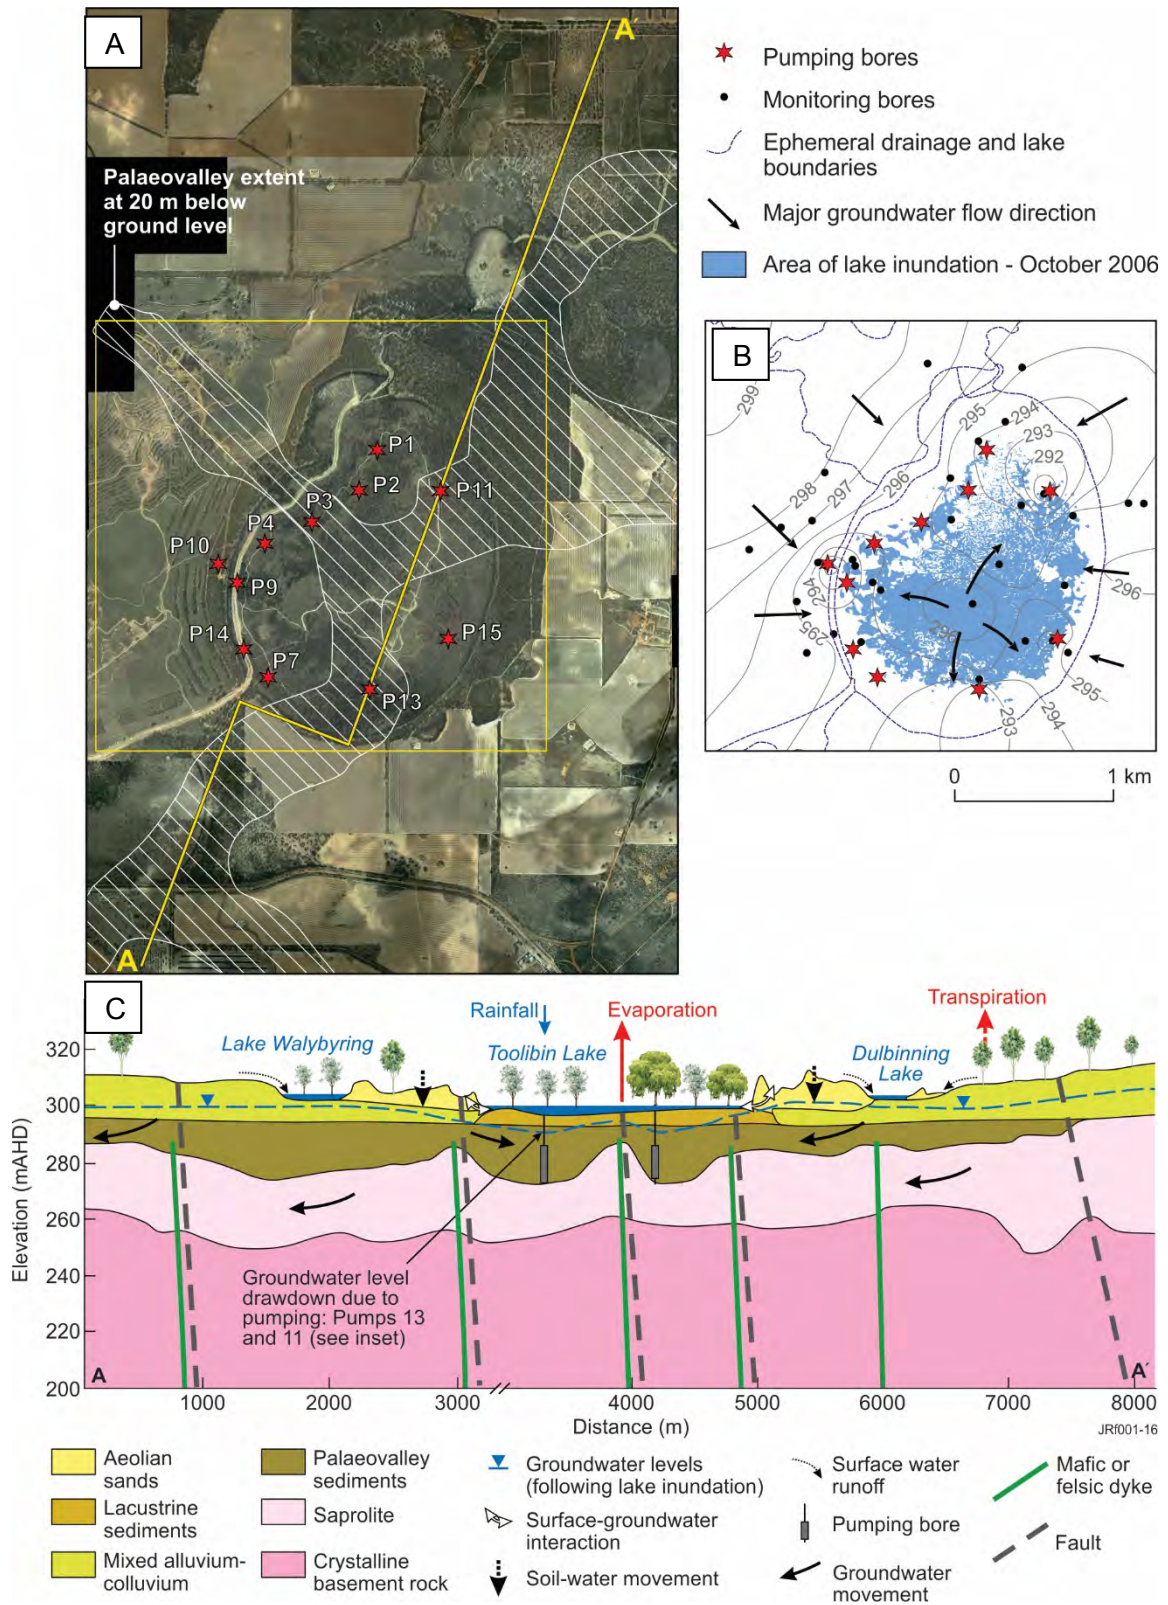 A
A′
Palaeovalley extent
at 20 m below
ground level
P1
P2
P11
P3
P4
P10
P9
P14
P15
P7
P13
A
Pumping bores
Monitoring bores
Ephemeral drainage and lake
boundaries
Major groundwater flow direction
Area of lake inundation - October 2006
B
299
295
294
293
292
298
297
296
294
295
296
296
295
293
294
0
1 km
C
Rainfall
Evaporation
Transpiration
Lake Walybyring
Toolibin Lake
Dulbinning
Lake
320
300
280
260
240
220
200
Elevation (mAHD)
Groundwater level
drawdown due to
pumping: Pumps 13
and 11 (see inset)
A
A′
1000
2000
3000
4000
5000
6000
7000
8000
Distance (m)
JRf001-16
Aeolian
sands
Lacustrine
sediments
Mixed alluvium-
colluvium
Palaeovalley
sediments
Saprolite
Crystalline
basement rock
Groundwater levels
(following lake inundation)
Surface-groundwater
interaction
Soil-water movement
Surface water
runoff
Pumping bore
Groundwater
movement
Mafic or
felsic dyke
Fault